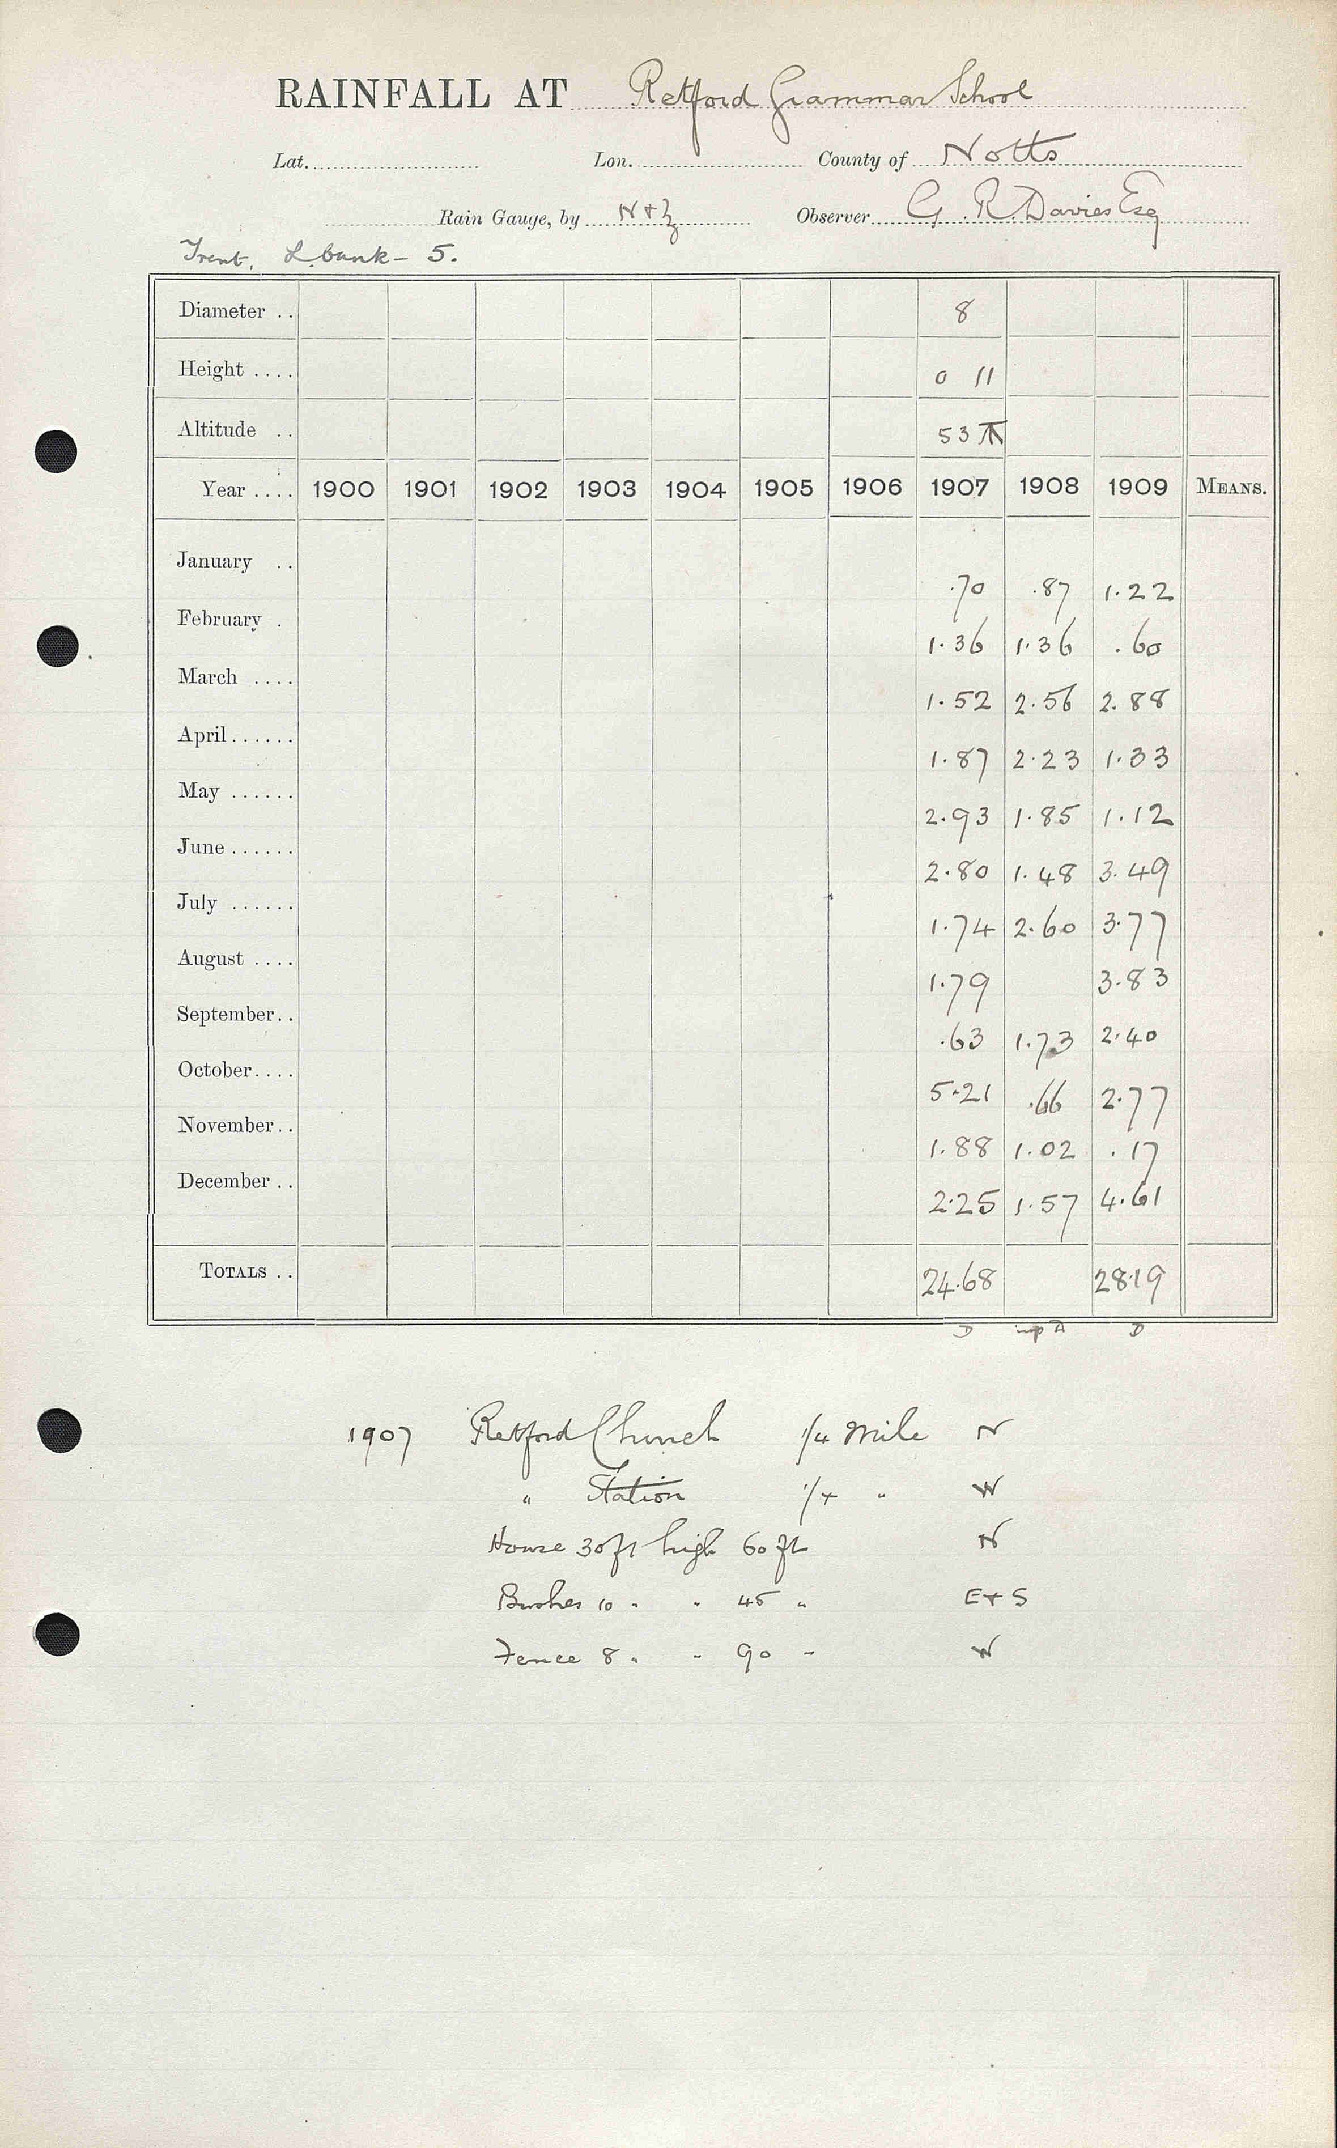 RAINFALL AT Retford Grammar School
Lat. Lon. County of Notts
Rain Gauge, by N & Z Observer G. R. Davies Esq
Trent, L. bank - 5.
Diameter .. 8
Height .... 0 11
Altitude .. 53
Year .... 1900 1901 1902 1903 1904 1905 1906 1907 1908 1909 MEANS.
January .. .70 .87 1.22
February . 1.36 1.36 .60
March .... 1.52 2.56 2.88
April...... 1.87 2.23 1.33
May ...... 2.93 1.85 1.12
June ...... 2.80 1.48 3.49
July ...... 1.74 2.60 3.77
August .... 1.79 3.83
September.. .63 1.73 2.40
October.... 5.21 .66 2.77
November.. 1.88 1.02 .17
December .. 2.25 1.57 4.61
TOTALS .. 24.68 28.19
D imp A D
1907 Retford Church 1/4 mile N
" Station 1/4 " W
House 30 ft high 60 ft N
Bushes 10 " " 45 " E + S
Fence 8 " " 90 " W